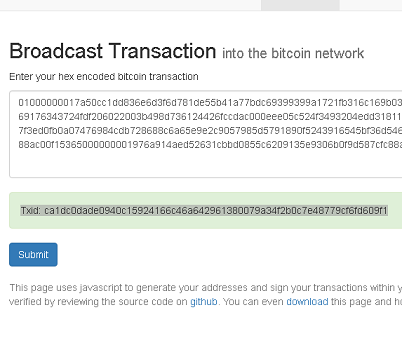 Broadcast Transaction into the bitcoin network
Enter your hex encoded bitcoin transaction
01000000017a50cc1dd836e6d3f6d781de55b41a77bdc69399399a1721fb316c169b03
69176343724fdf206022003b498d736124426fccdac000eee05c524f3493204edd31811
7f3ed0fb0a07476984cdb728688c6a65e9e2c9057985d5791890f5243916545bf36d546
88ac00f15365000000001976a914aed52631cbbd0855c6209135e9306b0f9d587cfc88a
Txid: ca1dc0dade0940c15924166c46a642961380079a34f2b0c7e48779cf6fd609f1
Submit
This page uses javascript to generate your addresses and sign your transactions within y
verified by reviewing the source code on github. You can even download this page and ho